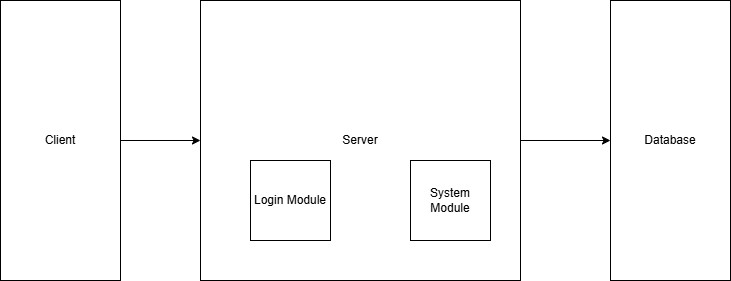 Client
Server
Database
Login Module
System
Module